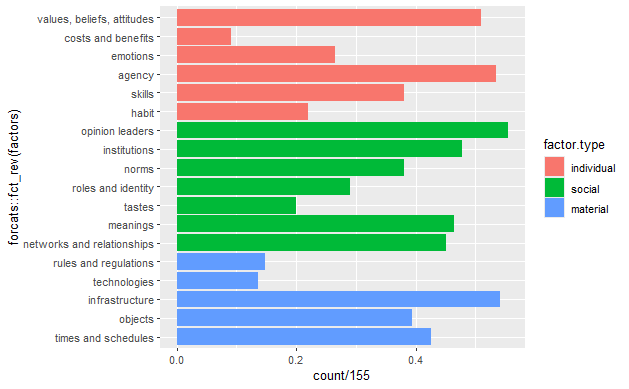 values, beliefs, attitudes
costs and benefits
emotions
agency
skills
habit
opinion leaders
institutions
norms
roles and identity
tastes
meanings
networks and relationships
rules and regulations
technologies
infrastructure
objects
times and schedules
forcats::fct_rev(factors)
0.0 0.2 0.4
count/155
factor.type
individual
social
material